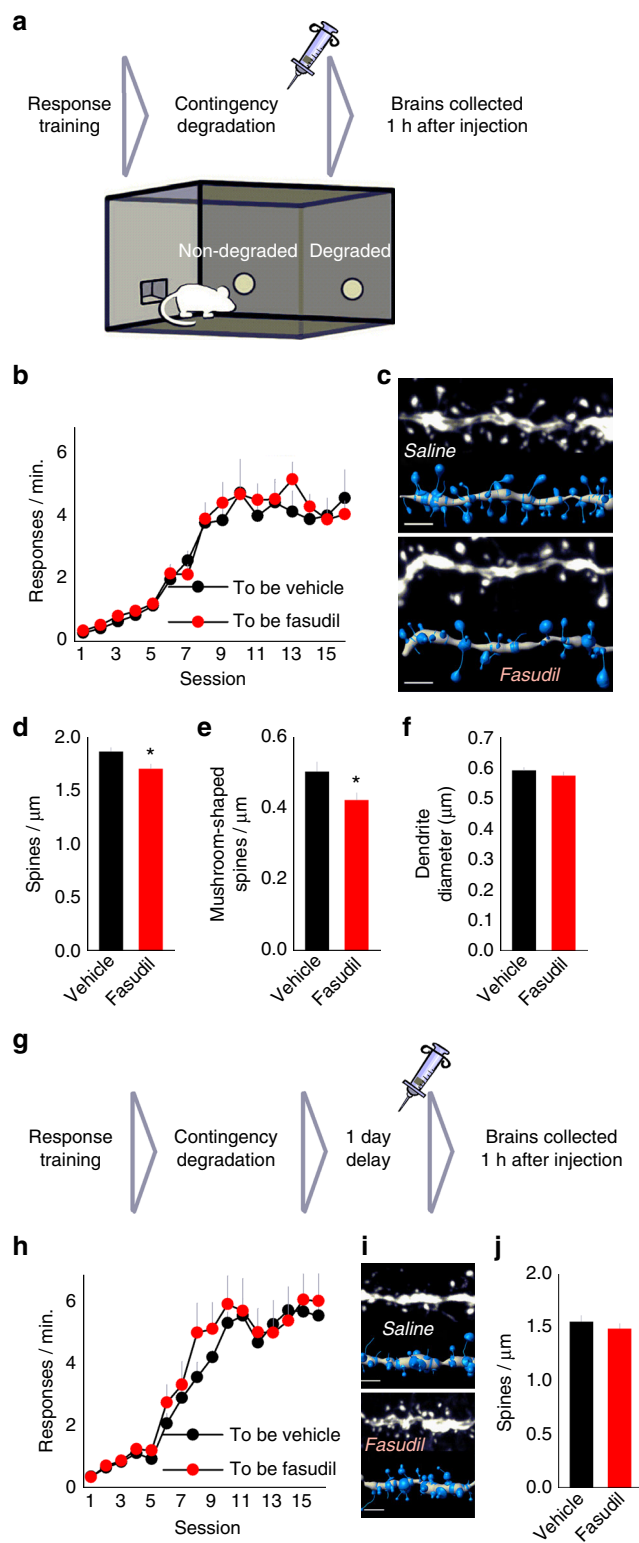 a
Response
training
Contingency
degradation
Brains collected
1 h after injection
Non-degraded
Degraded
b
Responses / min.
6
4
2
0
1
3
5
7
9
11
13
15
Session
To be vehicle
To be fasudil
c
Saline
Fasudil
d
Spines / μm
2.0
1.5
1.0
0.5
0.0
*
Vehicle
Fasudil
e
Mushroom-shaped
spines / μm
0.6
0.4
0.2
0.0
*
Vehicle
Fasudil
f
Dendrite
diameter (μm)
0.7
0.6
0.5
0.4
0.3
0.2
0.1
0.0
Vehicle
Fasudil
g
Response
training
Contingency
degradation
1 day
delay
Brains collected
1 h after injection
h
Responses / min.
6
4
2
0
1
3
5
7
9
11
13
15
Session
To be vehicle
To be fasudil
i
Saline
Fasudil
j
Spines / μm
2.0
1.5
1.0
0.5
0.0
Vehicle
Fasudil